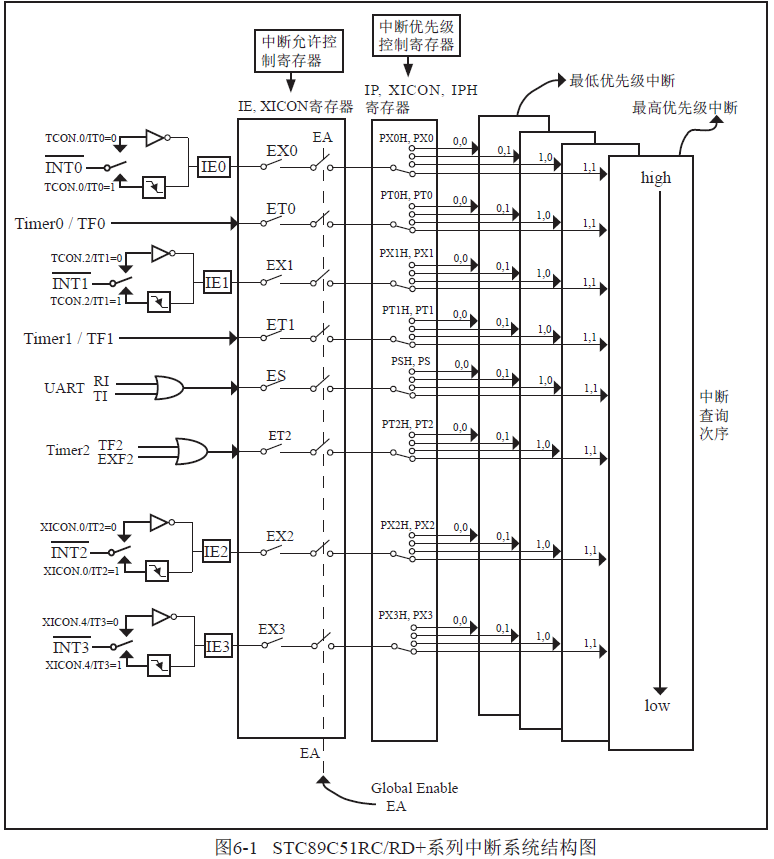 中断允许控
制寄存器
中断优先级
控制寄存器
最低优先级中断
最高优先级中断
IE, XICON寄存器
IP, XICON, IPH
寄存器
EA
TCON.0/IT0=0
INT0
TCON.0/IT0=1
IE0
EX0
PX0H, PX0
0,0
0,1
1,0
1,1
high
Timer0 / TF0
ET0
PT0H, PT0
0,0
0,1
1,0
1,1
TCON.2/IT1=0
INT1
TCON.2/IT1=1
IE1
EX1
PX1H, PX1
0,0
0,1
1,0
1,1
Timer1 / TF1
ET1
PT1H, PT1
0,0
0,1
1,0
1,1
UART
RI
TI
ES
PSH, PS
0,0
0,1
1,0
1,1
中断
查询
次序
Timer2
TF2
EXF2
ET2
PT2H, PT2
0,0
0,1
1,0
1,1
XICON.0/IT2=0
INT2
XICON.0/IT2=1
IE2
EX2
PX2H, PX2
0,0
0,1
1,0
1,1
XICON.4/IT3=0
INT3
XICON.4/IT3=1
IE3
EX3
PX3H, PX3
0,0
0,1
1,0
1,1
low
EA
Global Enable
EA
图6-1 STC89C51RC/RD+系列中断系统结构图